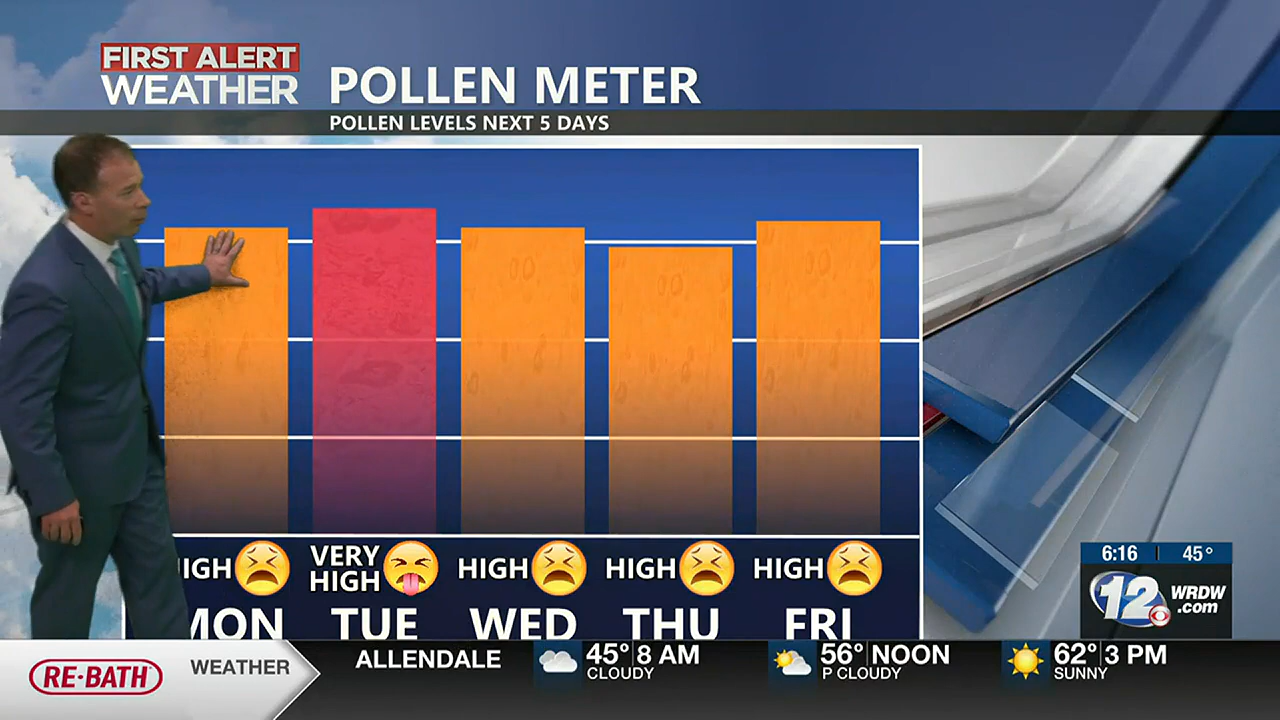 FIRST ALERT
WEATHER
POLLEN METER
POLLEN LEVELS NEXT 5 DAYS
HIGH
VERY
HIGH
HIGH
HIGH
HIGH
MON
TUE
WED
THU
FRI
6:16 45°
12
WRDW
.com
RE·BATH
WEATHER
ALLENDALE
45° 8 AM
CLOUDY
56° NOON
P CLOUDY
62° 3 PM
SUNNY